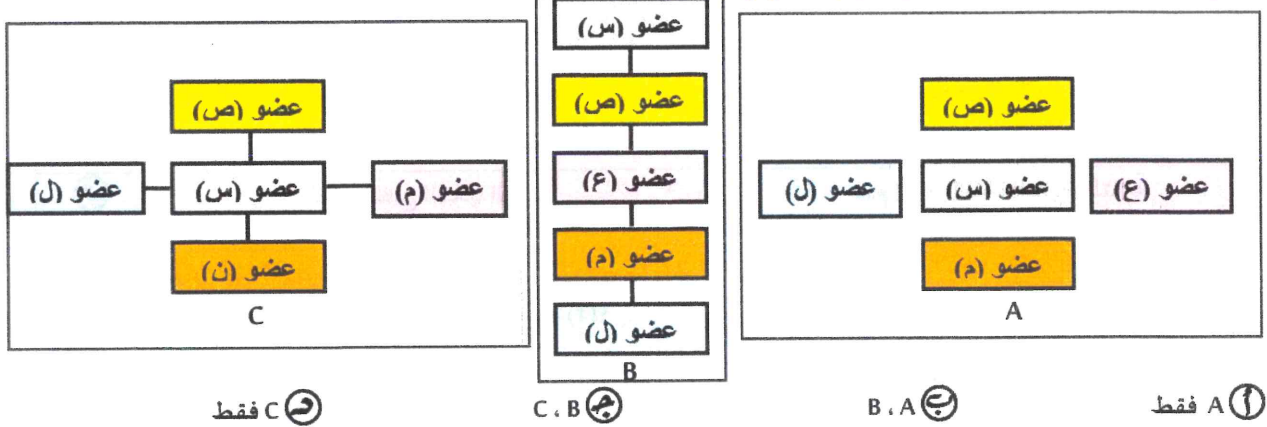 عضو (ص)
عضو (ع)
عضو (س)
عضو (ل)
عضو (م)
A
عضو (س)
عضو (ص)
عضو (ع)
عضو (م)
عضو (ل)
B
عضو (ص)
عضو (م)
عضو (س)
عضو (ل)
عضو (ن)
C
أ A فقط
ب B ، A
ج C ، B
د C فقط